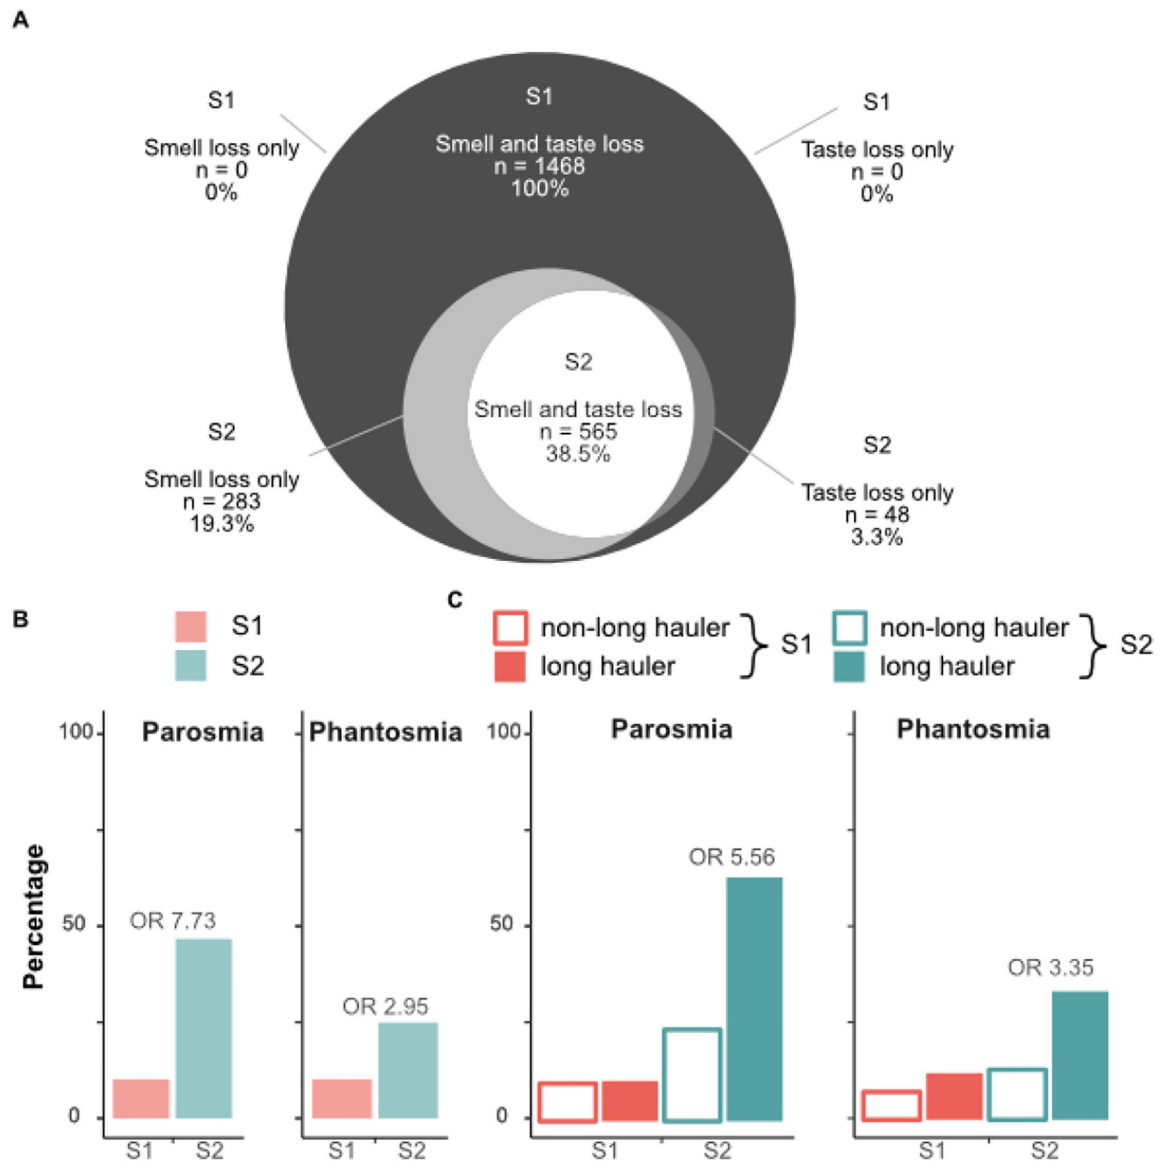 A
S1
Smell loss only
n = 0
0%
S1
Smell and taste loss
n = 1468
100%
S1
Taste loss only
n = 0
0%
S2
Smell loss only
n = 283
19.3%
S2
Smell and taste loss
n = 565
38.5%
S2
Taste loss only
n = 48
3.3%
B
S1
S2
C
non-long hauler
long hauler
S1
non-long hauler
long hauler
S2
Percentage
100
50
0
Parosmia
OR 7.73
S1 S2
Phantosmia
OR 2.95
S1 S2
100
50
0
Parosmia
OR 5.56
S1 S2
Phantosmia
OR 3.35
S1 S2